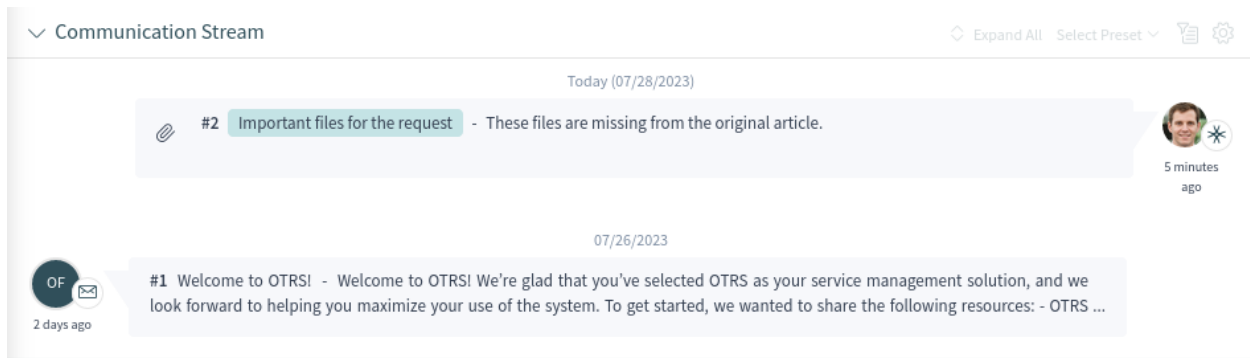 Communication Stream
Expand All Select Preset
Today (07/28/2023)
#2 Important files for the request - These files are missing from the original article.
5 minutes
ago
07/26/2023
OF
#1 Welcome to OTRS! - Welcome to OTRS! We’re glad that you’ve selected OTRS as your service management solution, and we
look forward to helping you maximize your use of the system. To get started, we wanted to share the following resources: - OTRS ...
2 days ago